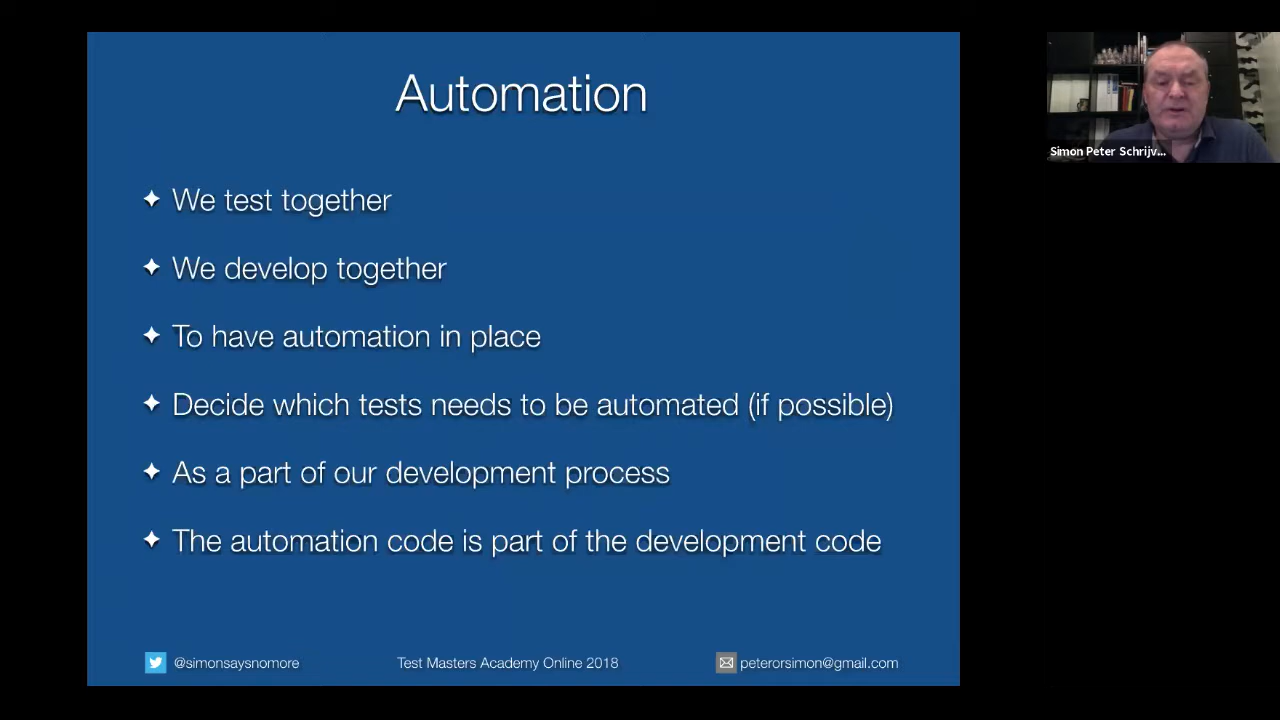 Automation
We test together
We develop together
To have automation in place
Decide which tests needs to be automated (if possible)
As a part of our development process
The automation code is part of the development code
@simonsaysnomore
Test Masters Academy Online 2018
peterorsimon@gmail.com
Simon Peter Schrijv...